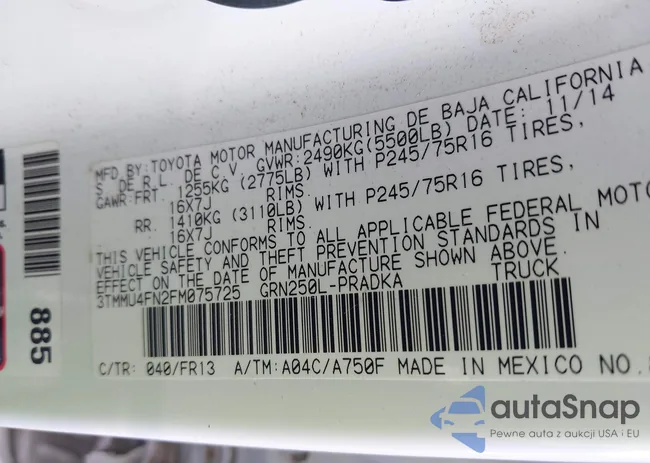 MFD.BY:TOYOTA MOTOR MANUFACTURING DE BAJA CALIFORNIA
S. DE R.L. DE C.V. GVWR:2490KG(5500LB) DATE: 11/14
GAWR:FRT. 1255KG (2775LB) WITH P245/75R16 TIRES,
16X7J RIMS.
RR. 1410KG (3110LB) WITH P245/75R16 TIRES,
16X7J RIMS.
THIS VEHICLE CONFORMS TO ALL APPLICABLE FEDERAL MOTO
VEHICLE SAFETY AND THEFT PREVENTION STANDARDS IN
EFFECT ON THE DATE OF MANUFACTURE SHOWN ABOVE.
3TMMU4FN2FM075725 GRN250L-PRADKA TRUCK
C/TR: 040/FR13 A/TM:A04C/A750F MADE IN MEXICO NO.
885
autaSnap
Pewne auta z aukcji USA i EU